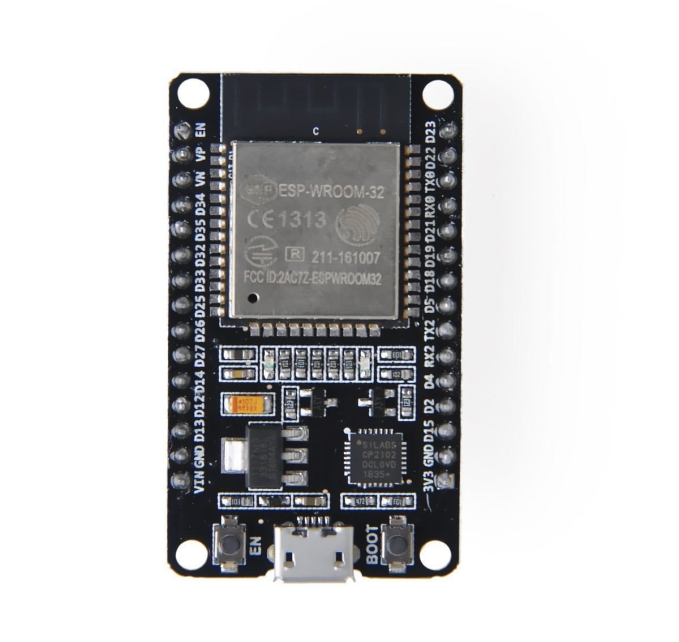 C
ESP-WROOM-32
CE1313
R 211-161007
FCC ID:2AC7Z-ESPWROOM32
EN
VP
VN
D34
D35
D32
D33
D25
D26
D27
D14
D12
D13
GND
VIN
D23
D22
TX0
RX0
D21
D19
D18
D5
TX2
RX2
D4
D2
D15
GND
3V3
SILABS
CP2102
1835+
EN
BOOT